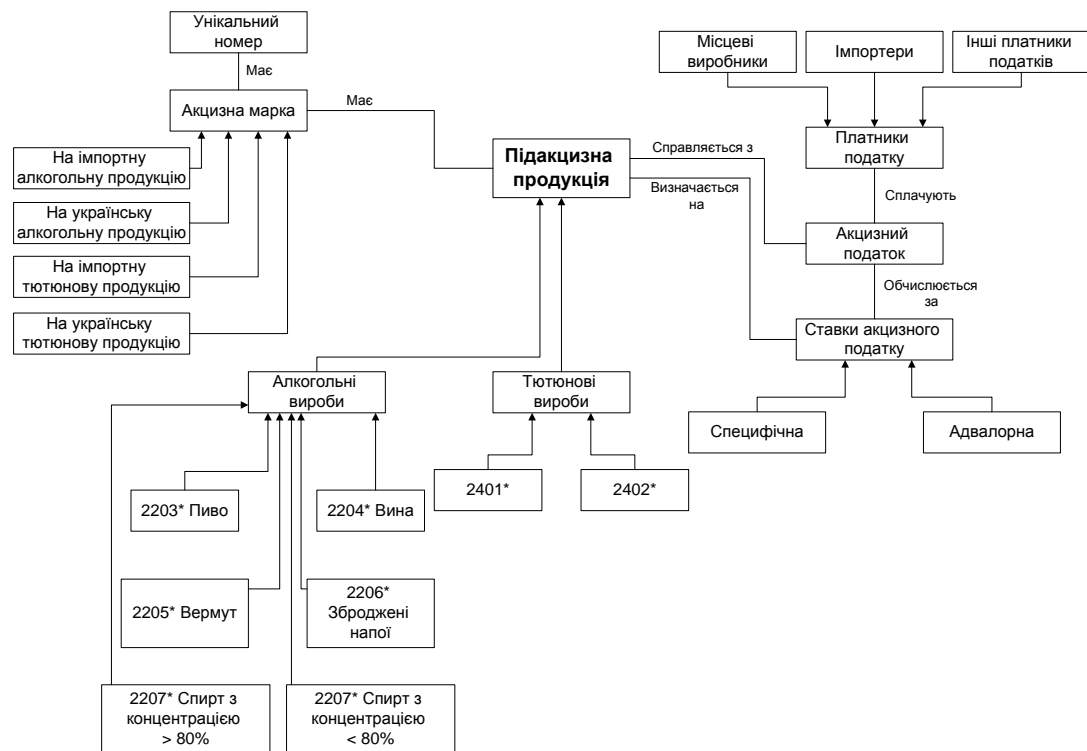 Унікальний
номер
Має
Акцизна марка
Має
На імпортну
алкогольну продукцію
На українську
алкогольну продукцію
На імпортну
тютюнову продукцію
На українську
тютюнову продукцію
Підакцизна
продукція
Справляється з
Визначається
на
Місцеві
виробники
Імпортери
Інші платники
податків
Платники
податку
Сплачують
Акцизний
податок
Обчислюється
за
Ставки акцизного
податку
Специфічна
Адвалорна
Алкогольні
вироби
Тютюнові
вироби
2203* Пиво
2204* Вина
2401*
2402*
2205* Вермут
2206*
Зброджені
напої
2207* Спирт з
концентрацією
> 80%
2207* Спирт з
концентрацією
< 80%